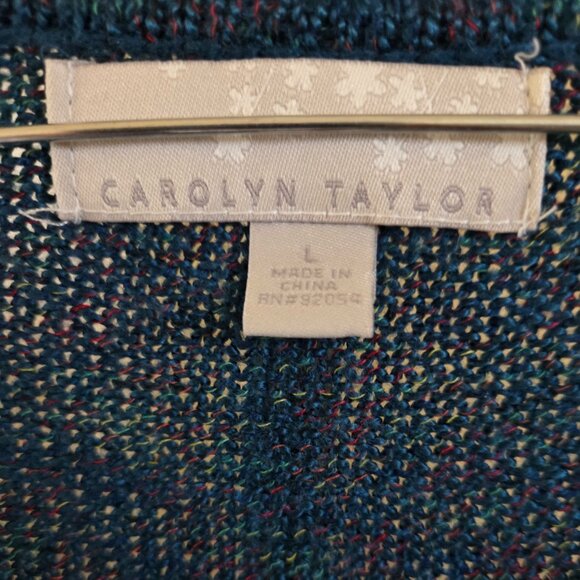 CAROLYN TAYLOR
L
MADE IN
CHINA
RN#92054